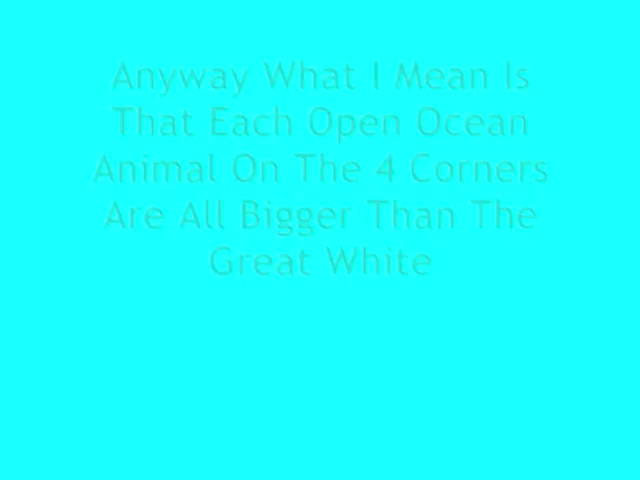 Anyway What I Mean Is
That Each Open Ocean
Animal On The 4 Corners
Are All Bigger Than The
Great White